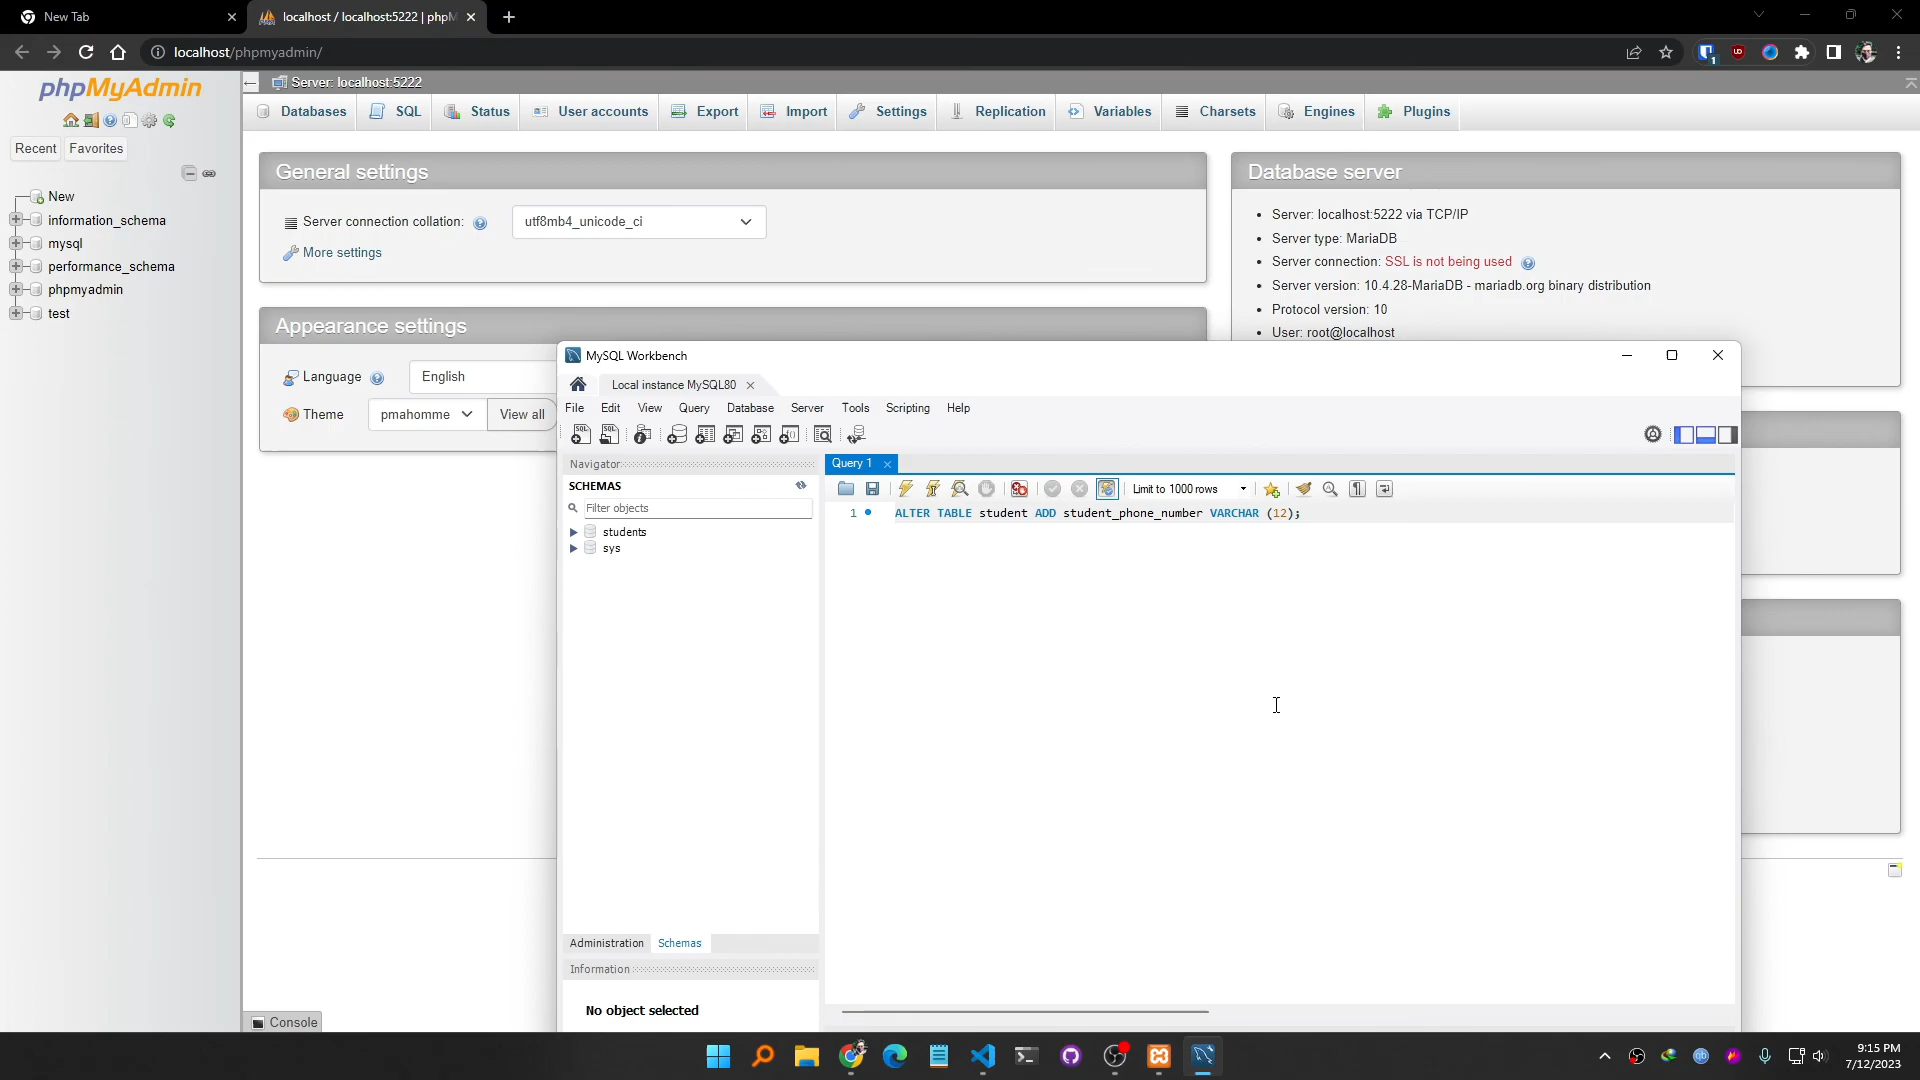 New Tab
localhost / localhost:5222 | phpM
localhost/phpmyadmin/
1
phpMyAdmin
Recent
Favorites
New
information_schema
mysql
performance_schema
phpmyadmin
test
Server: localhost:5222
Databases
SQL
Status
User accounts
Export
Import
Settings
Replication
Variables
Charsets
Engines
Plugins
General settings
Server connection collation:
utf8mb4_unicode_ci
More settings
Appearance settings
Language
English
Theme
pmahomme
View all
Database server
Server: localhost:5222 via TCP/IP
Server type: MariaDB
Server connection: SSL is not being used
Server version: 10.4.28-MariaDB - mariadb.org binary distribution
Protocol version: 10
User: root@localhost
MySQL Workbench
Local instance MySQL80
File
Edit
View
Query
Database
Server
Tools
Scripting
Help
Navigator
SCHEMAS
Filter objects
students
sys
Query 1
Limit to 1000 rows
1
ALTER TABLE student ADD student_phone_number VARCHAR (12);
Administration
Schemas
Information
No object selected
Console
9:15 PM
7/12/2023